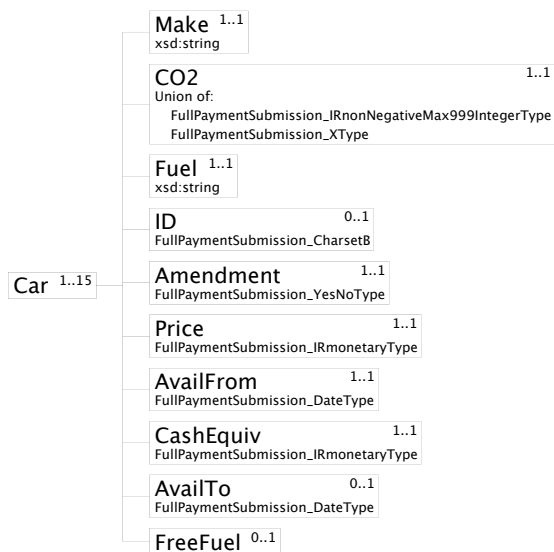 Make 1..1
xsd:string
CO2 1..1
Union of:
FullPaymentSubmission_IRnonNegativeMax999IntegerType
FullPaymentSubmission_XType
Fuel 1..1
xsd:string
ID 0..1
FullPaymentSubmission_CharsetB
Car 1..15
Amendment 1..1
FullPaymentSubmission_YesNoType
Price 1..1
FullPaymentSubmission_IRmonetaryType
AvailFrom 1..1
FullPaymentSubmission_DateType
CashEquiv 1..1
FullPaymentSubmission_IRmonetaryType
AvailTo 0..1
FullPaymentSubmission_DateType
FreeFuel 0..1